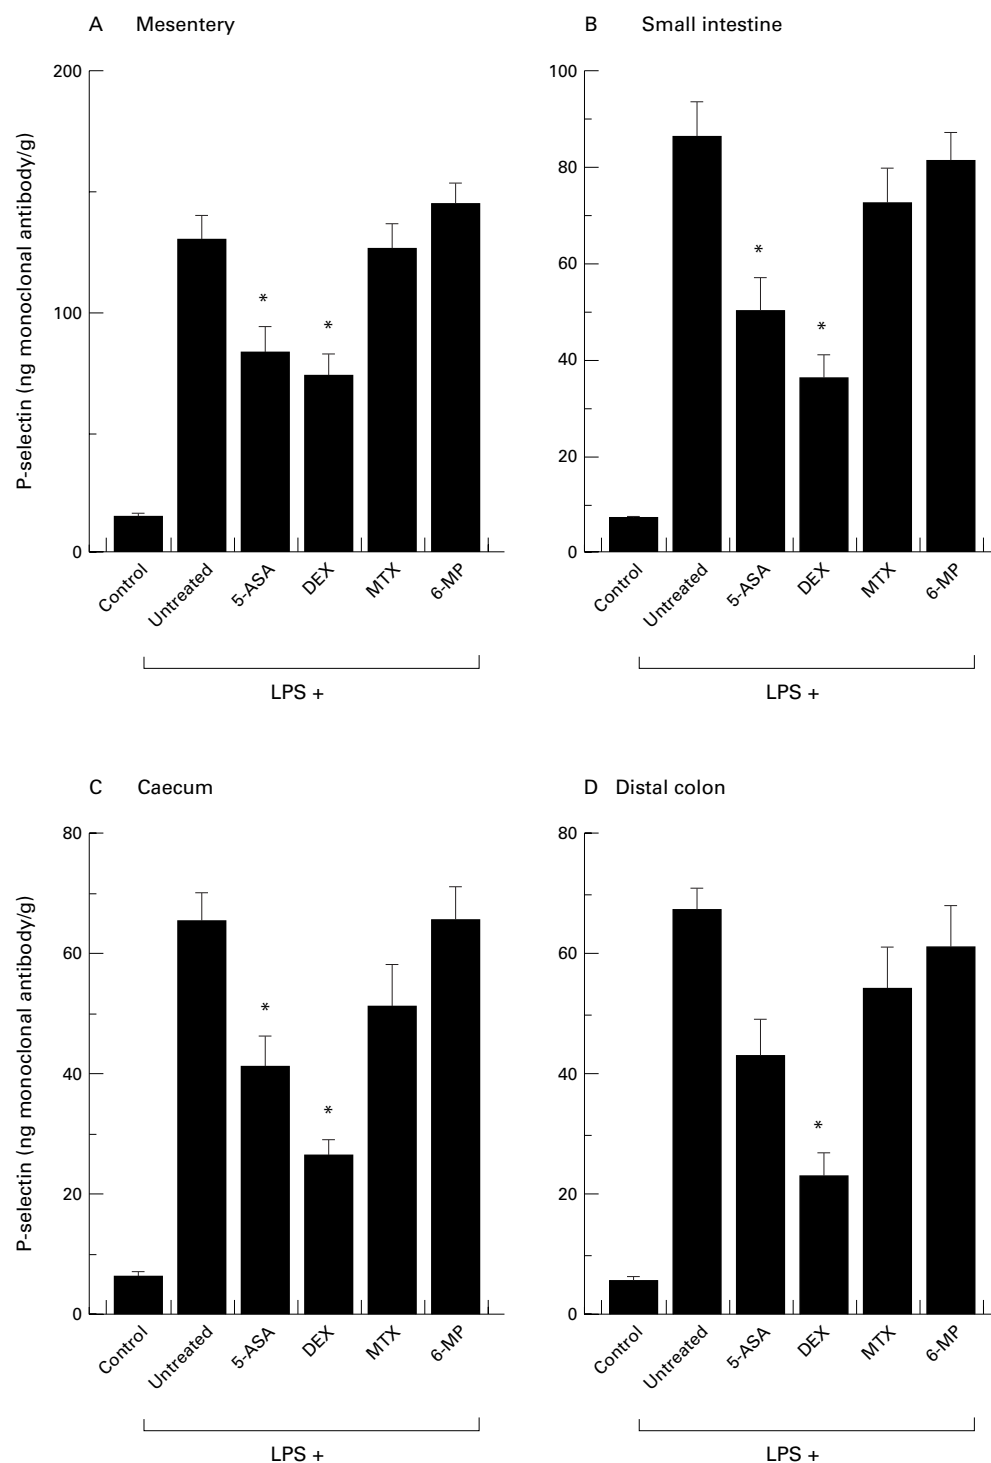 A Mesentery
P-selectin (ng monoclonal antibody/g)
200
100
0
*
*
Control
Untreated
5-ASA
DEX
MTX
6-MP
LPS +
B Small intestine
100
80
60
40
20
0
*
*
Control
Untreated
5-ASA
DEX
MTX
6-MP
LPS +
C Caecum
P-selectin (ng monoclonal antibody/g)
80
60
40
20
0
*
*
Control
Untreated
5-ASA
DEX
MTX
6-MP
LPS +
D Distal colon
80
60
40
20
0
*
Control
Untreated
5-ASA
DEX
MTX
6-MP
LPS +